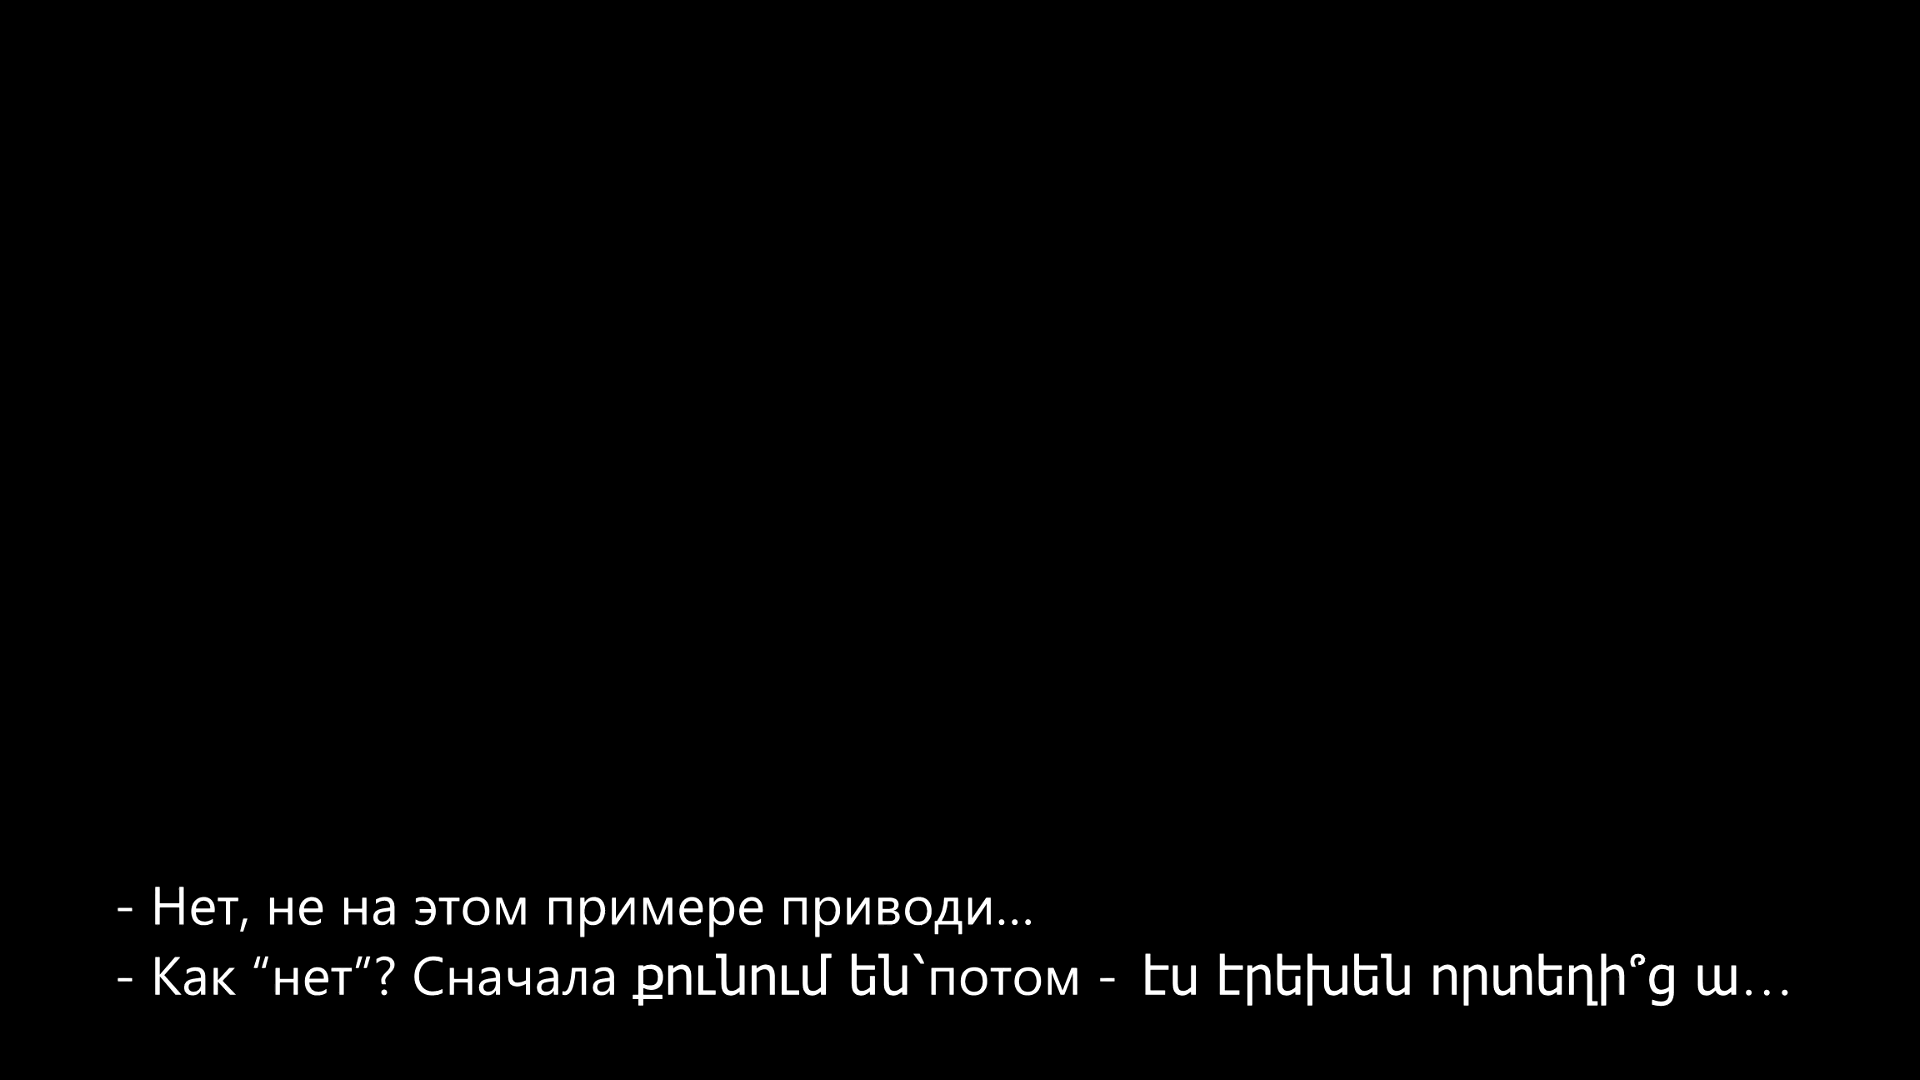 - Нет, не на этом примере приводи...
- Как “нет”? Сначала քունում են՝потом - էս էրեխեն որտեղի՞ց ա...